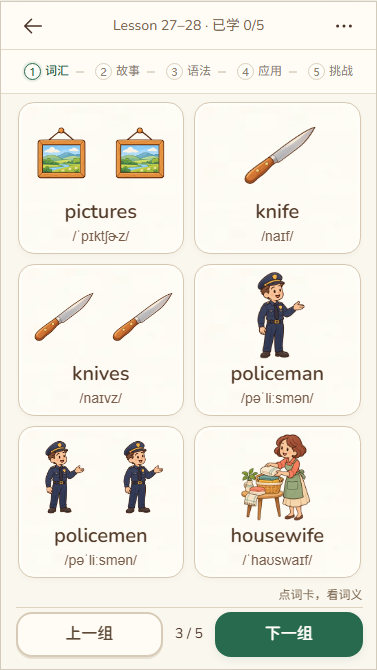 Lesson 27–28 · 已学 0/5
1 词汇 – 2 故事 – 3 语法 – 4 应用 – 5 挑战
pictures knife
/ˈpɪktʃɚz/ /naɪf/
knives policeman
/naɪvz/ /pəˈliːsmən/
policemen housewife
/pəˈliːsmən/ /ˈhaʊswaɪf/
点词卡，看词义
上一组 3 / 5 下一组